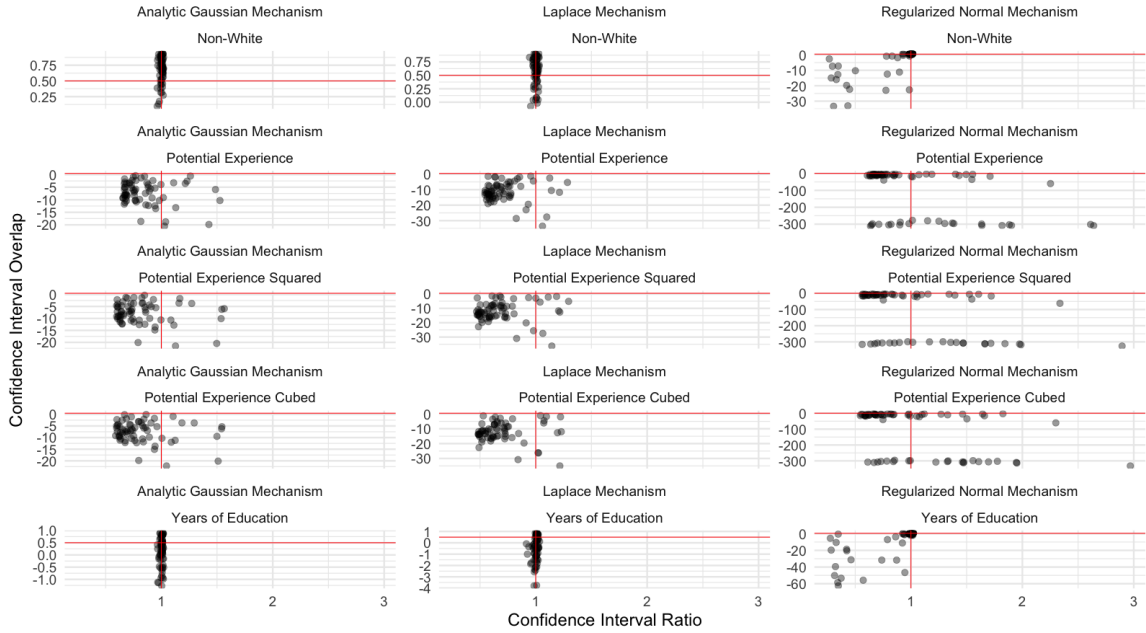 Analytic Gaussian Mechanism
Laplace Mechanism
Regularized Normal Mechanism
Non-White
Non-White
Non-White
0.75
0.50
0.25
0.75
0.50
0.25
0.00
0
-10
-20
-30
Analytic Gaussian Mechanism
Laplace Mechanism
Regularized Normal Mechanism
Potential Experience
Potential Experience
Potential Experience
0
-5
-10
-15
-20
0
-10
-20
-30
0
-100
-200
-300
Analytic Gaussian Mechanism
Laplace Mechanism
Regularized Normal Mechanism
Potential Experience Squared
Potential Experience Squared
Potential Experience Squared
0
-5
-10
-15
-20
0
-10
-20
-30
0
-100
-200
-300
Analytic Gaussian Mechanism
Laplace Mechanism
Regularized Normal Mechanism
Potential Experience Cubed
Potential Experience Cubed
Potential Experience Cubed
0
-5
-10
-15
-20
0
-10
-20
-30
0
-100
-200
-300
Analytic Gaussian Mechanism
Laplace Mechanism
Regularized Normal Mechanism
Years of Education
Years of Education
Years of Education
1.0
0.5
0.0
-0.5
-1.0
1
0
-1
-2
-3
-4
0
-20
-40
-60
1 2 3
1 2 3
1 2 3
Confidence Interval Ratio
Confidence Interval Overlap